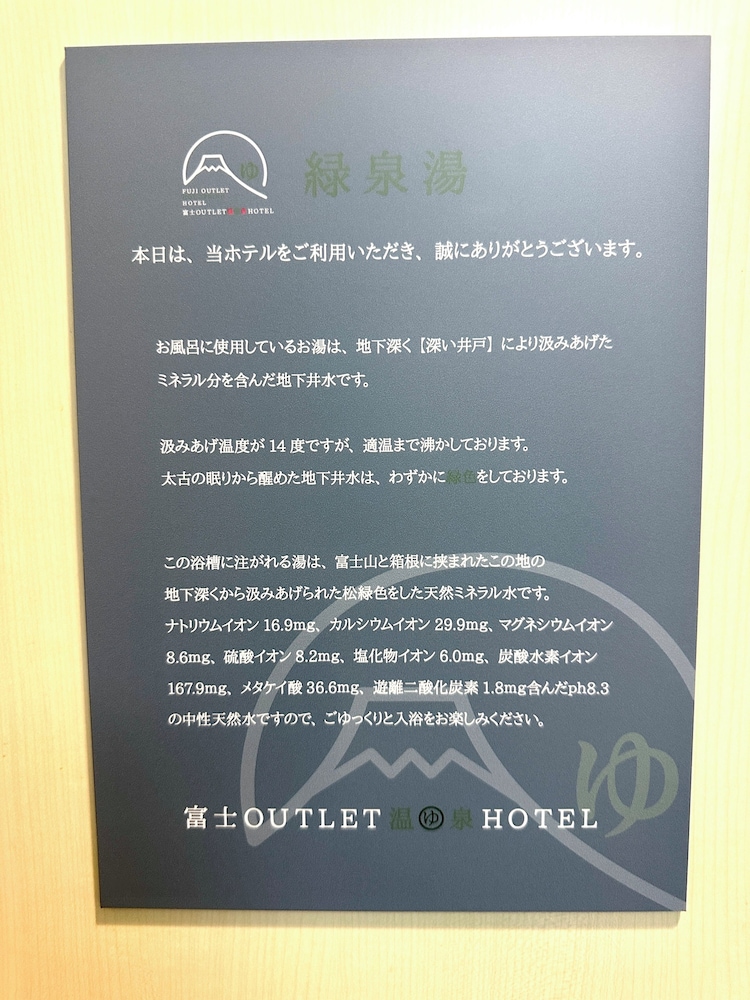 ゆ
緑泉湯
FUJI OUTLET
HOTEL
富士OUTLET温泉HOTEL
本日は、当ホテルをご利用いただき、誠にありがとうございます。
お風呂に使用しているお湯は、地下深く【深い井戸】により汲みあげた
ミネラル分を含んだ地下井水です。
汲みあげ温度が14度ですが、適温まで沸かしております。
太古の眠りから醒めた地下井水は、わずかに緑色をしております。
この浴槽に注がれる湯は、富士山と箱根に挟まれたこの地の
地下深くから汲みあげられた松緑色をした天然ミネラル水です。
ナトリウムイオン16.9mg、カルシウムイオン29.9mg、マグネシウムイオン
8.6mg、硫酸イオン8.2mg、塩化物イオン6.0mg、炭酸水素イオン
167.9mg、メタケイ酸36.6mg、遊離二酸化炭素1.8mg含んだph8.3
の中性天然水ですので、ごゆっくりと入浴をお楽しみください。
ゆ
富士OUTLET温ゆ泉HOTEL